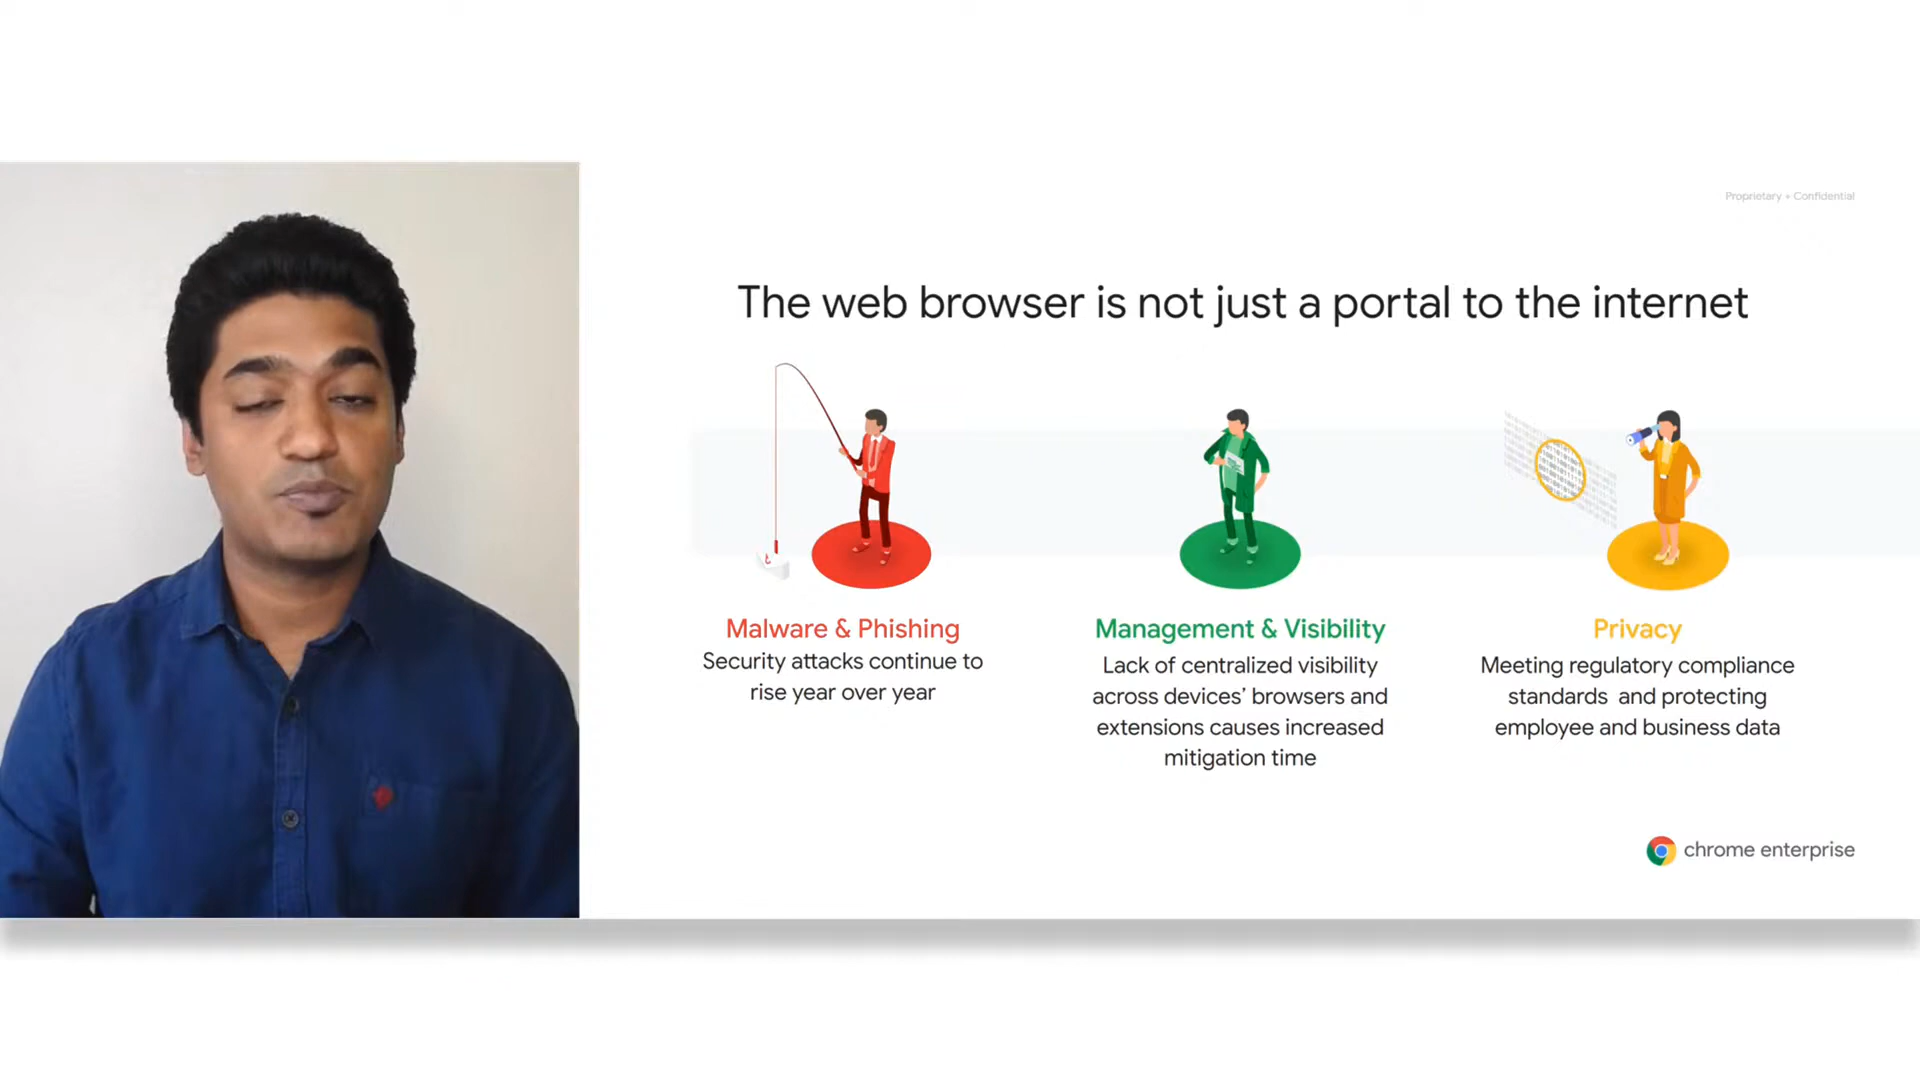 Proprietary + Confidential
The web browser is not just a portal to the internet
Malware & Phishing
Security attacks continue to
rise year over year
Management & Visibility
Lack of centralized visibility
across devices' browsers and
extensions causes increased
mitigation time
Privacy
Meeting regulatory compliance
standards and protecting
employee and business data
chrome enterprise